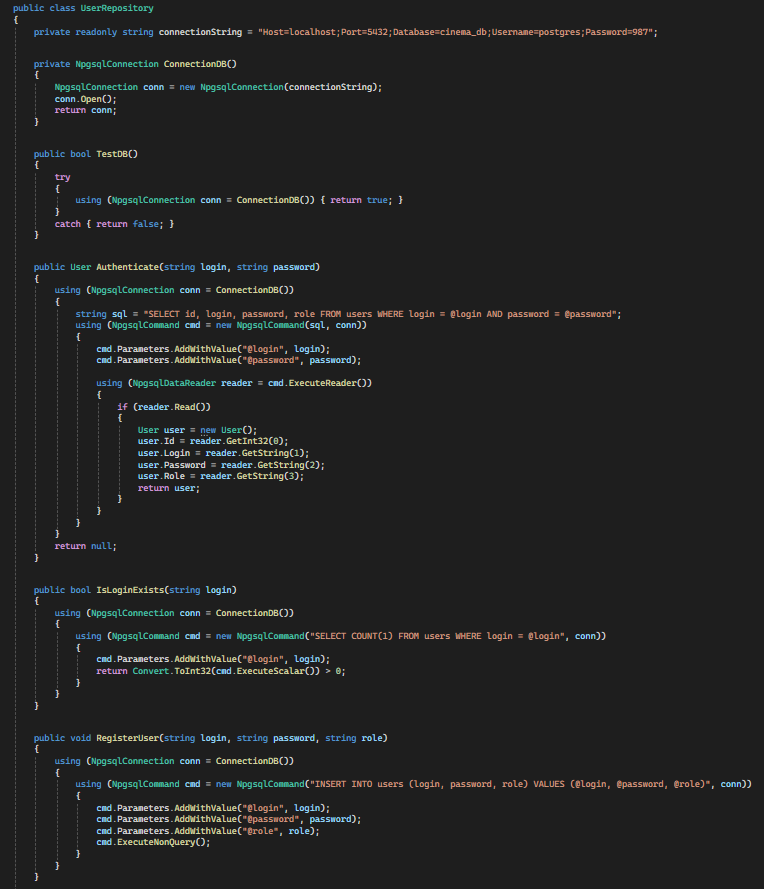 public class UserRepository
{
private readonly string connectionString = "Host=localhost;Port=5432;Database=cinema_db;Username=postgres;Password=987";
private NpgsqlConnection ConnectionDB()
{
NpgsqlConnection conn = new NpgsqlConnection(connectionString);
conn.Open();
return conn;
}
public bool TestDB()
{
try
{
using (NpgsqlConnection conn = ConnectionDB()) { return true; }
}
catch { return false; }
}
public User Authenticate(string login, string password)
{
using (NpgsqlConnection conn = ConnectionDB())
{
string sql = "SELECT id, login, password, role FROM users WHERE login = @login AND password = @password";
using (NpgsqlCommand cmd = new NpgsqlCommand(sql, conn))
{
cmd.Parameters.AddWithValue("@login", login);
cmd.Parameters.AddWithValue("@password", password);
using (NpgsqlDataReader reader = cmd.ExecuteReader())
{
if (reader.Read())
{
User user = new User();
user.Id = reader.GetInt32(0);
user.Login = reader.GetString(1);
user.Password = reader.GetString(2);
user.Role = reader.GetString(3);
return user;
}
}
}
}
return null;
}
public bool IsLoginExists(string login)
{
using (NpgsqlConnection conn = ConnectionDB())
{
using (NpgsqlCommand cmd = new NpgsqlCommand("SELECT COUNT(1) FROM users WHERE login = @login", conn))
{
cmd.Parameters.AddWithValue("@login", login);
return Convert.ToInt32(cmd.ExecuteScalar()) > 0;
}
}
}
public void RegisterUser(string login, string password, string role)
{
using (NpgsqlConnection conn = ConnectionDB())
{
using (NpgsqlCommand cmd = new NpgsqlCommand("INSERT INTO users (login, password, role) VALUES (@login, @password, @role)", conn))
{
cmd.Parameters.AddWithValue("@login", login);
cmd.Parameters.AddWithValue("@password", password);
cmd.Parameters.AddWithValue("@role", role);
cmd.ExecuteNonQuery();
}
}
}